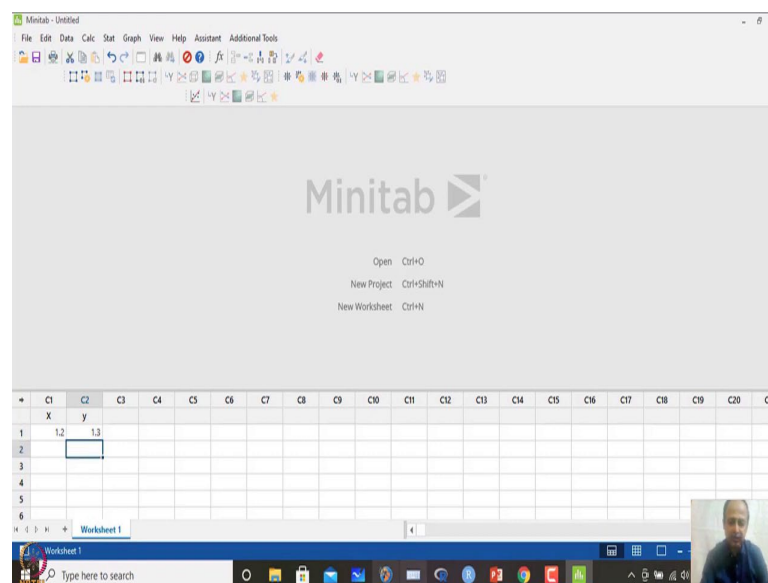 Minitab - Untitled
File Edit Data Calc Stat Graph View Help Assistant Additional Tools
Minitab
Open Ctrl+O
New Project Ctrl+Shift+N
New Worksheet Ctrl+N
C1 C2 C3 C4 C5 C6 C7 C8 C9 C10 C11 C12 C13 C14 C15 C16 C17 C18 C19 C20
X y
1 1.2 1.3
2
3
4
5
6
Worksheet 1
Worksheet 1
Type here to search